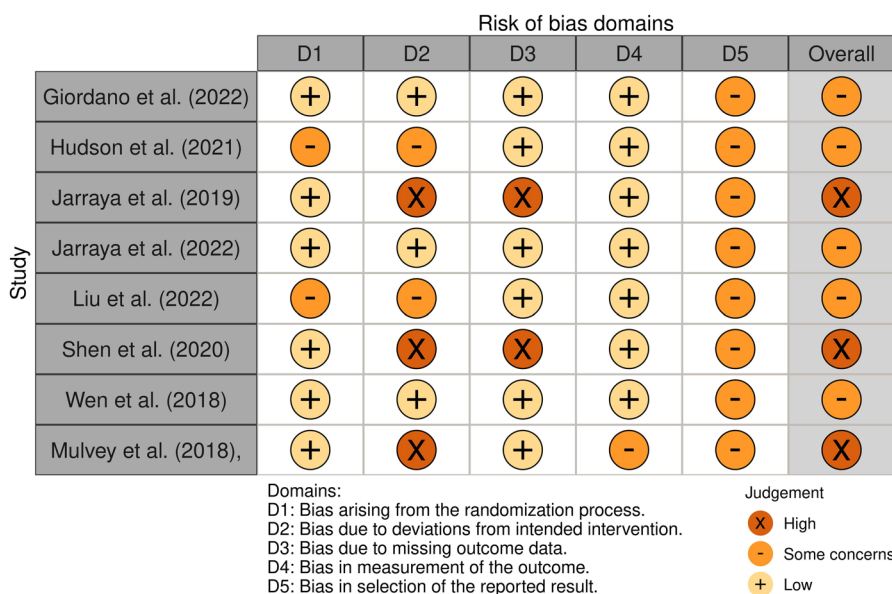 Risk of bias domains
D1 D2 D3 D4 D5 Overall
Giordano et al. (2022) + + + + - -
Hudson et al. (2021) - - + + - -
Jarraya et al. (2019) + X X + - X
Jarraya et al. (2022) + + + + - -
Liu et al. (2022) - - + + - -
Shen et al. (2020) + X X + - X
Wen et al. (2018) + + + + - -
Mulvey et al. (2018), + X + - - X
Study
Domains:
D1: Bias arising from the randomization process.
D2: Bias due to deviations from intended intervention.
D3: Bias due to missing outcome data.
D4: Bias in measurement of the outcome.
D5: Bias in selection of the reported result.
Judgement
X High
- Some concerns
+ Low